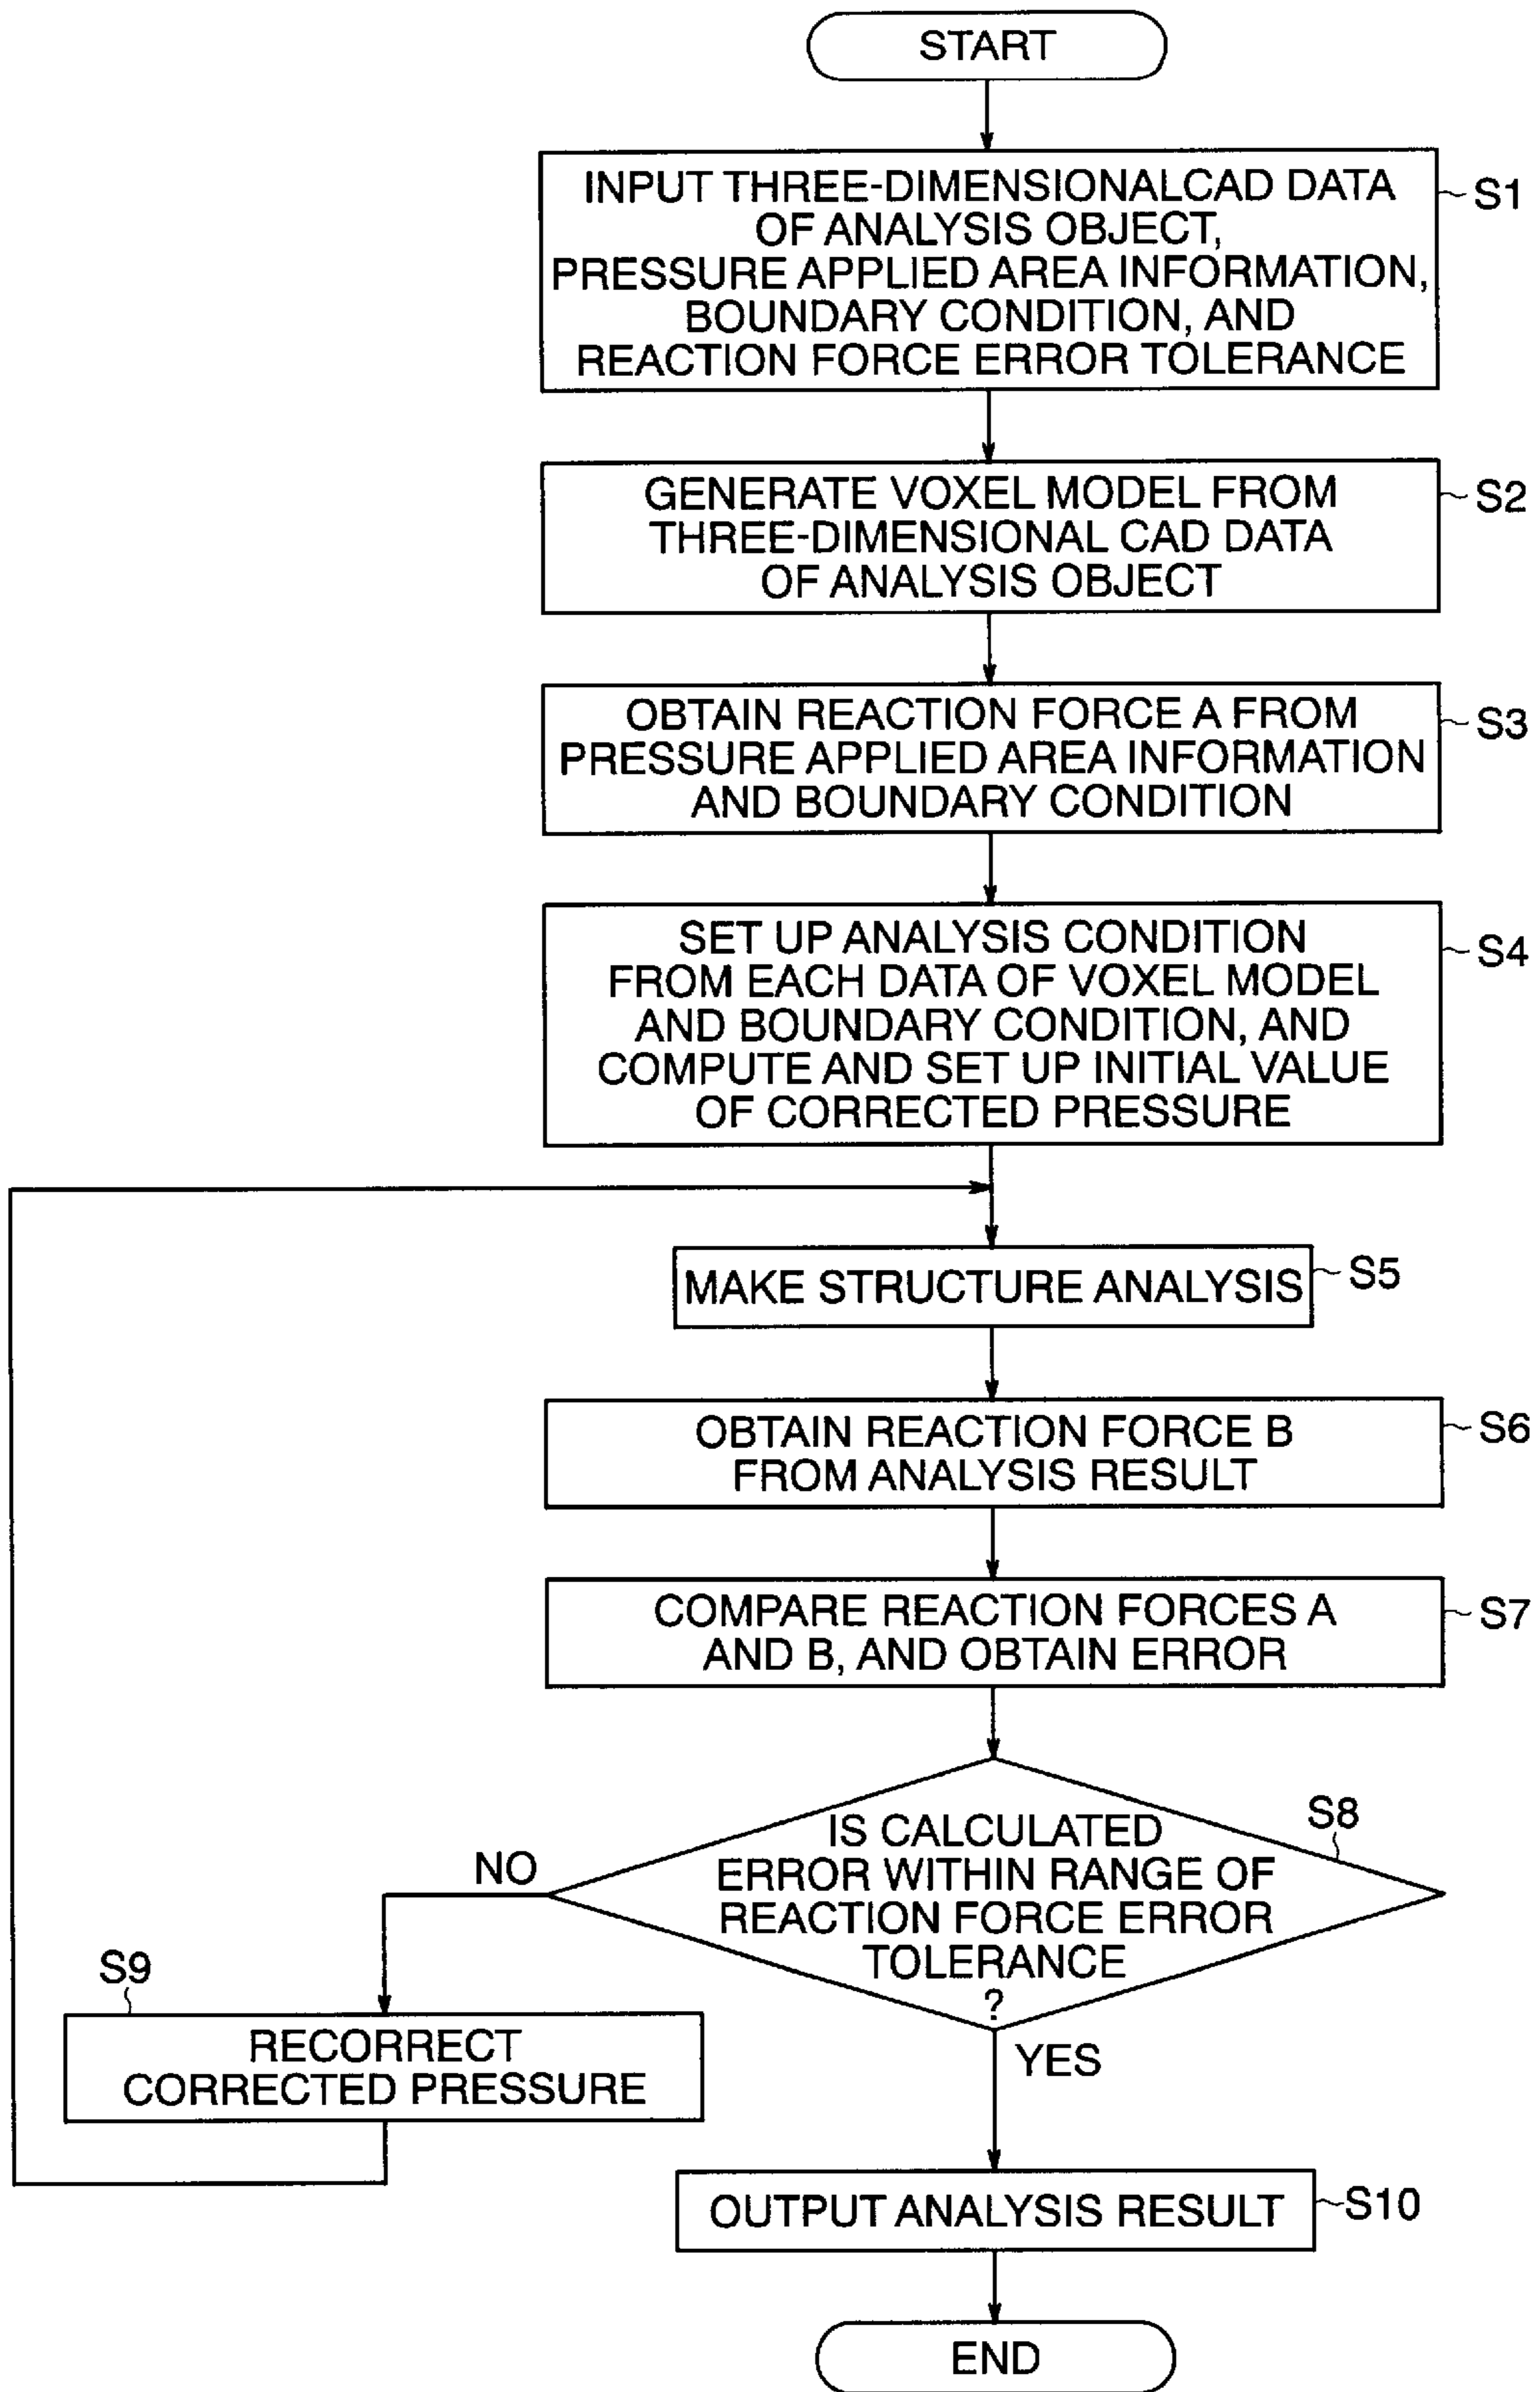 START
INPUT THREE-DIMENSIONALCAD DATA
OF ANALYSIS OBJECT,
PRESSURE APPLIED AREA INFORMATION,
BOUNDARY CONDITION, AND
REACTION FORCE ERROR TOLERANCE
S1
GENERATE VOXEL MODEL FROM
THREE-DIMENSIONAL CAD DATA
OF ANALYSIS OBJECT
S2
OBTAIN REACTION FORCE A FROM
PRESSURE APPLIED AREA INFORMATION
AND BOUNDARY CONDITION
S3
SET UP ANALYSIS CONDITION
FROM EACH DATA OF VOXEL MODEL
AND BOUNDARY CONDITION, AND
COMPUTE AND SET UP INITIAL VALUE
OF CORRECTED PRESSURE
S4
MAKE STRUCTURE ANALYSIS
S5
OBTAIN REACTION FORCE B
FROM ANALYSIS RESULT
S6
COMPARE REACTION FORCES A
AND B, AND OBTAIN ERROR
S7
IS CALCULATED
ERROR WITHIN RANGE OF
REACTION FORCE ERROR
TOLERANCE
?
S8
NO
S9
RECORRECT
CORRECTED PRESSURE
YES
OUTPUT ANALYSIS RESULT
S10
END